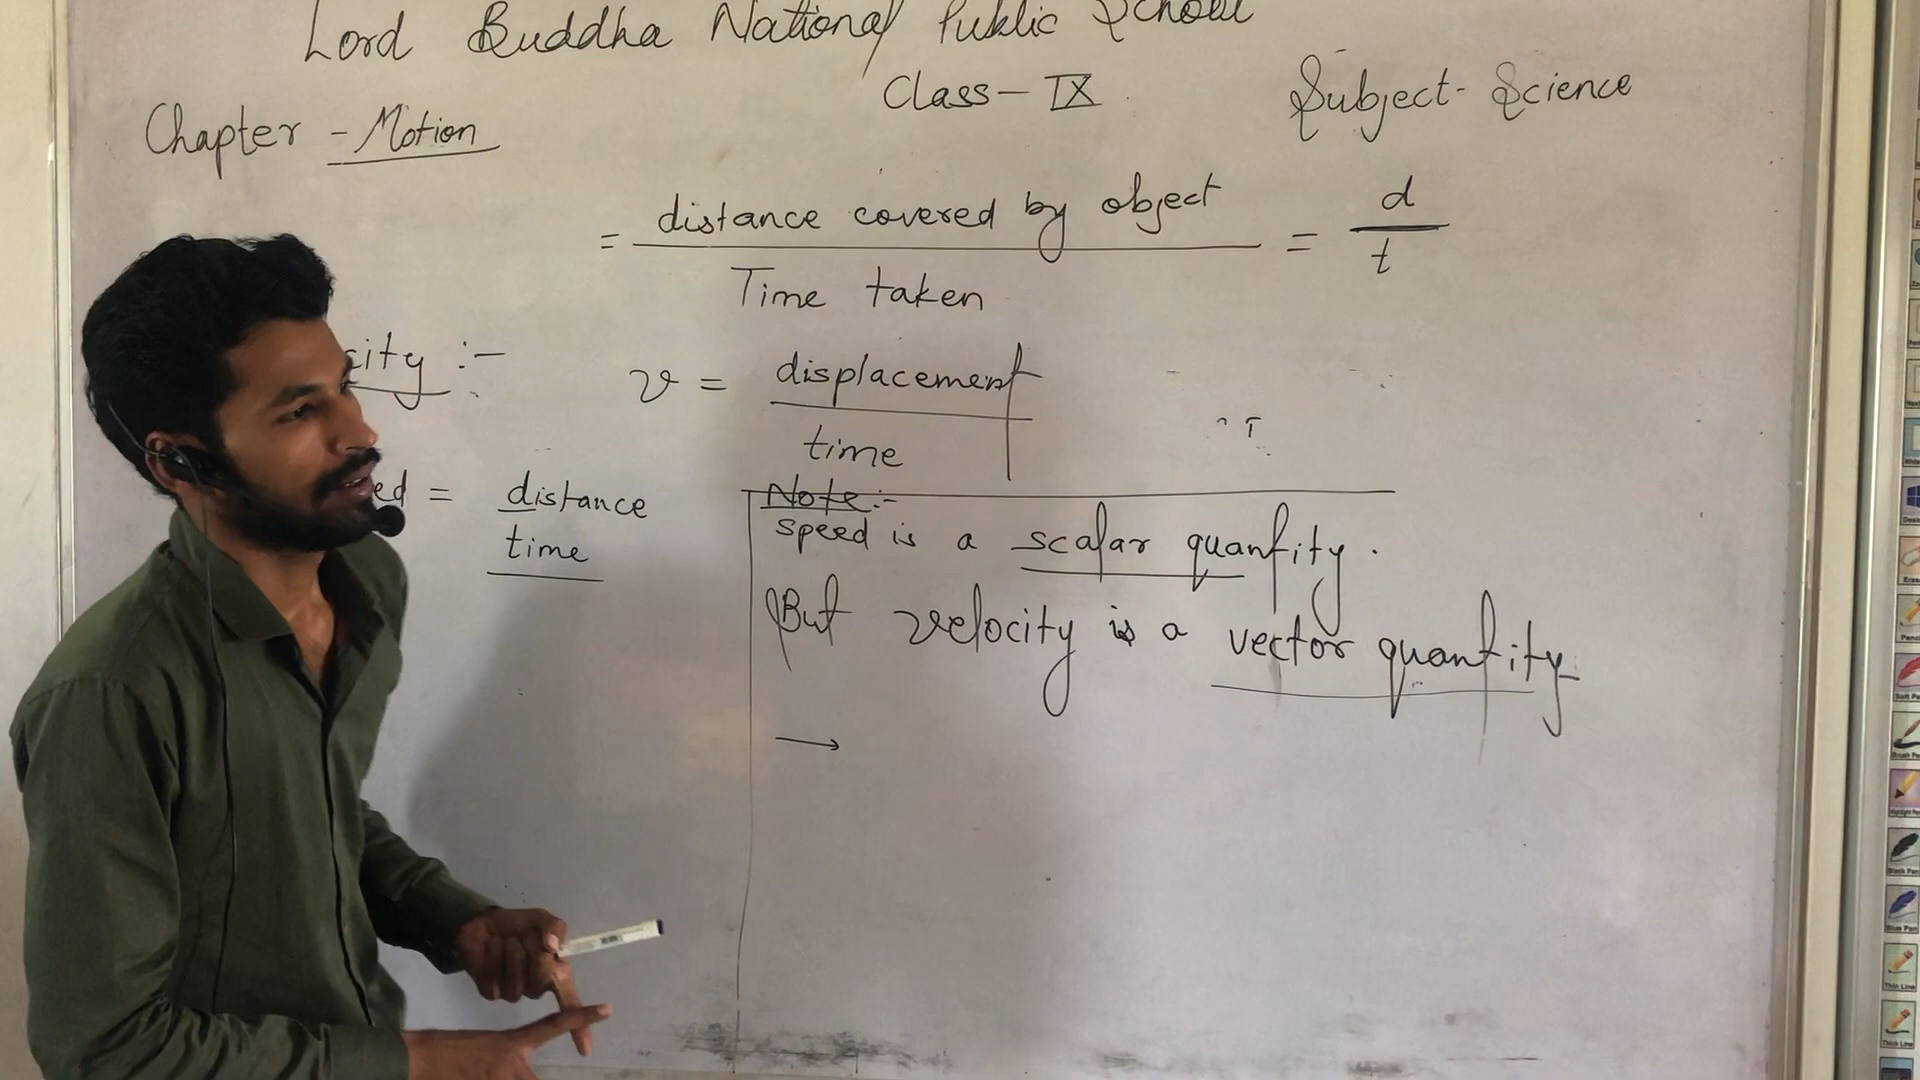 Lord Buddha National Public School
Class - IX
Subject - Science
Chapter - Motion
= distance covered by object / Time taken = d / t
city :-
v = displacement / time
ed = distance / time
Note :-
speed is a scalar quantity.
But velocity is a vector quantity
→